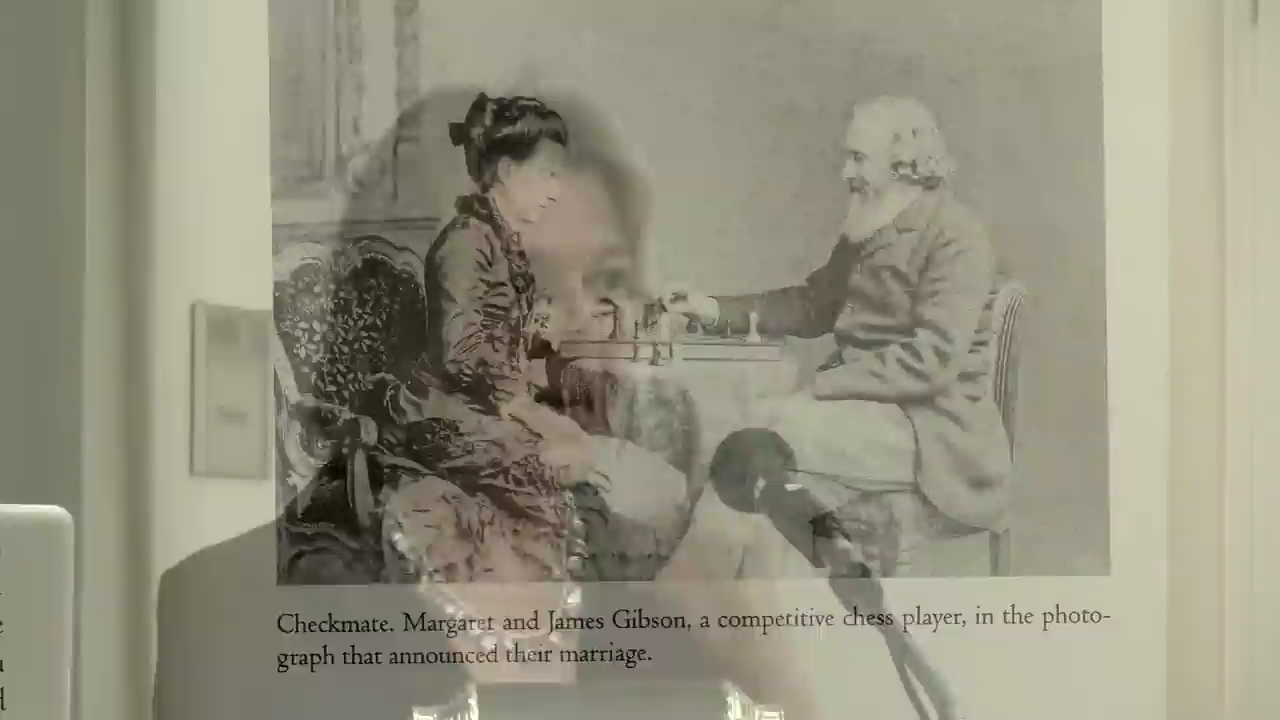 Checkmate. Margaret and James Gibson, a competitive chess player, in the photo-
graph that announced their marriage.